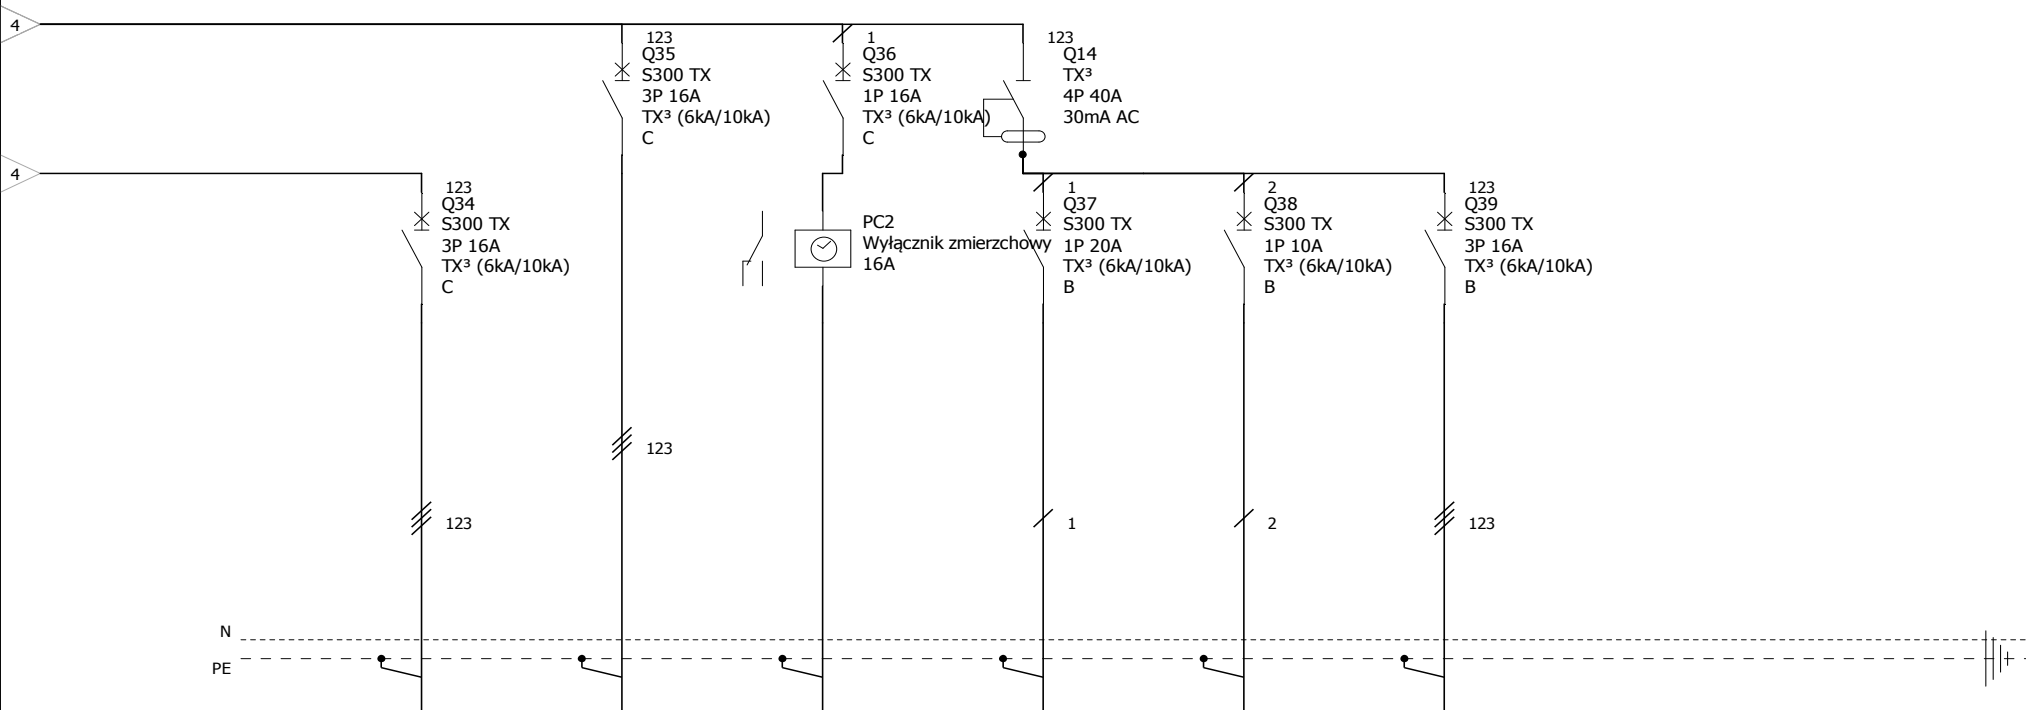 4
123
Q35
S300 TX
3P 16A
TX³ (6kA/10kA)
C
1
Q36
S300 TX
1P 16A
TX³ (6kA/10kA)
C
123
Q14
TX³
4P 40A
30mA AC
4
123
Q34
S300 TX
3P 16A
TX³ (6kA/10kA)
C
PC2
Wyłącznik zmierzchowy
16A
1
Q37
S300 TX
1P 20A
TX³ (6kA/10kA)
B
2
Q38
S300 TX
1P 10A
TX³ (6kA/10kA)
B
123
Q39
S300 TX
3P 16A
TX³ (6kA/10kA)
B
123
123
1
2
123
N
PE